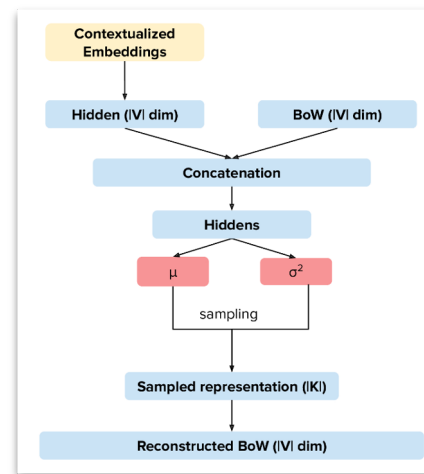 Contextualized
Embeddings
Hidden (|V| dim)
BoW (|V| dim)
Concatenation
Hiddens
μ
σ²
sampling
Sampled representation (|K|)
Reconstructed BoW (|V| dim)